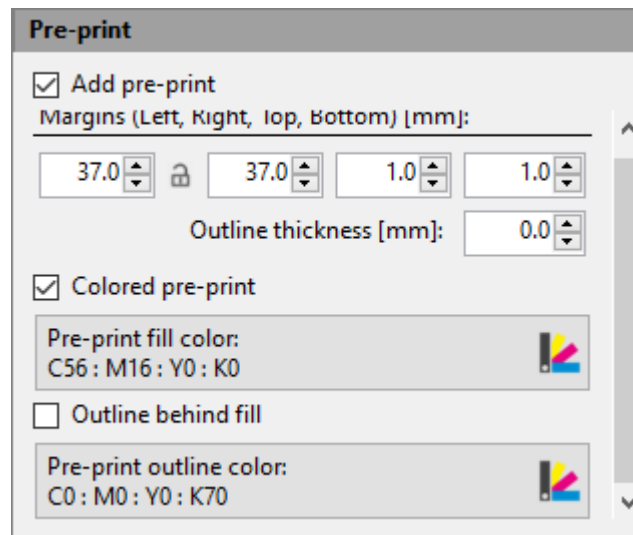 Pre-print
Add pre-print
Margins (Left, Right, Top, Bottom) [mm]:
37.0 37.0 1.0 1.0
Outline thickness [mm]: 0.0
Colored pre-print
Pre-print fill color:
C56 : M16 : Y0 : K0
Outline behind fill
Pre-print outline color:
C0 : M0 : Y0 : K70